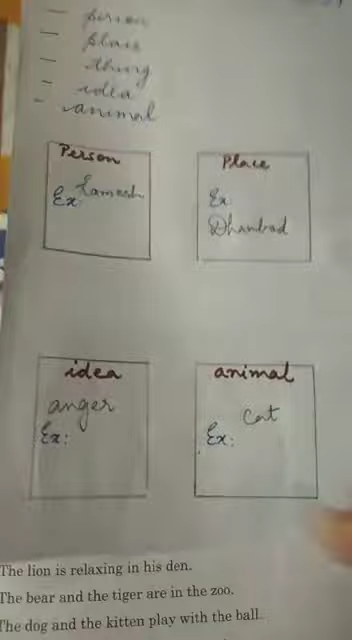 - person
- plais
- thing
- idea
- animal
Person
Ex: Ramesh
Place
Ex
Dhanbad
idea
anger
Ex:
animal
Cat
Ex:
The lion is relaxing in his den.
The bear and the tiger are in the zoo.
The dog and the kitten play with the ball.